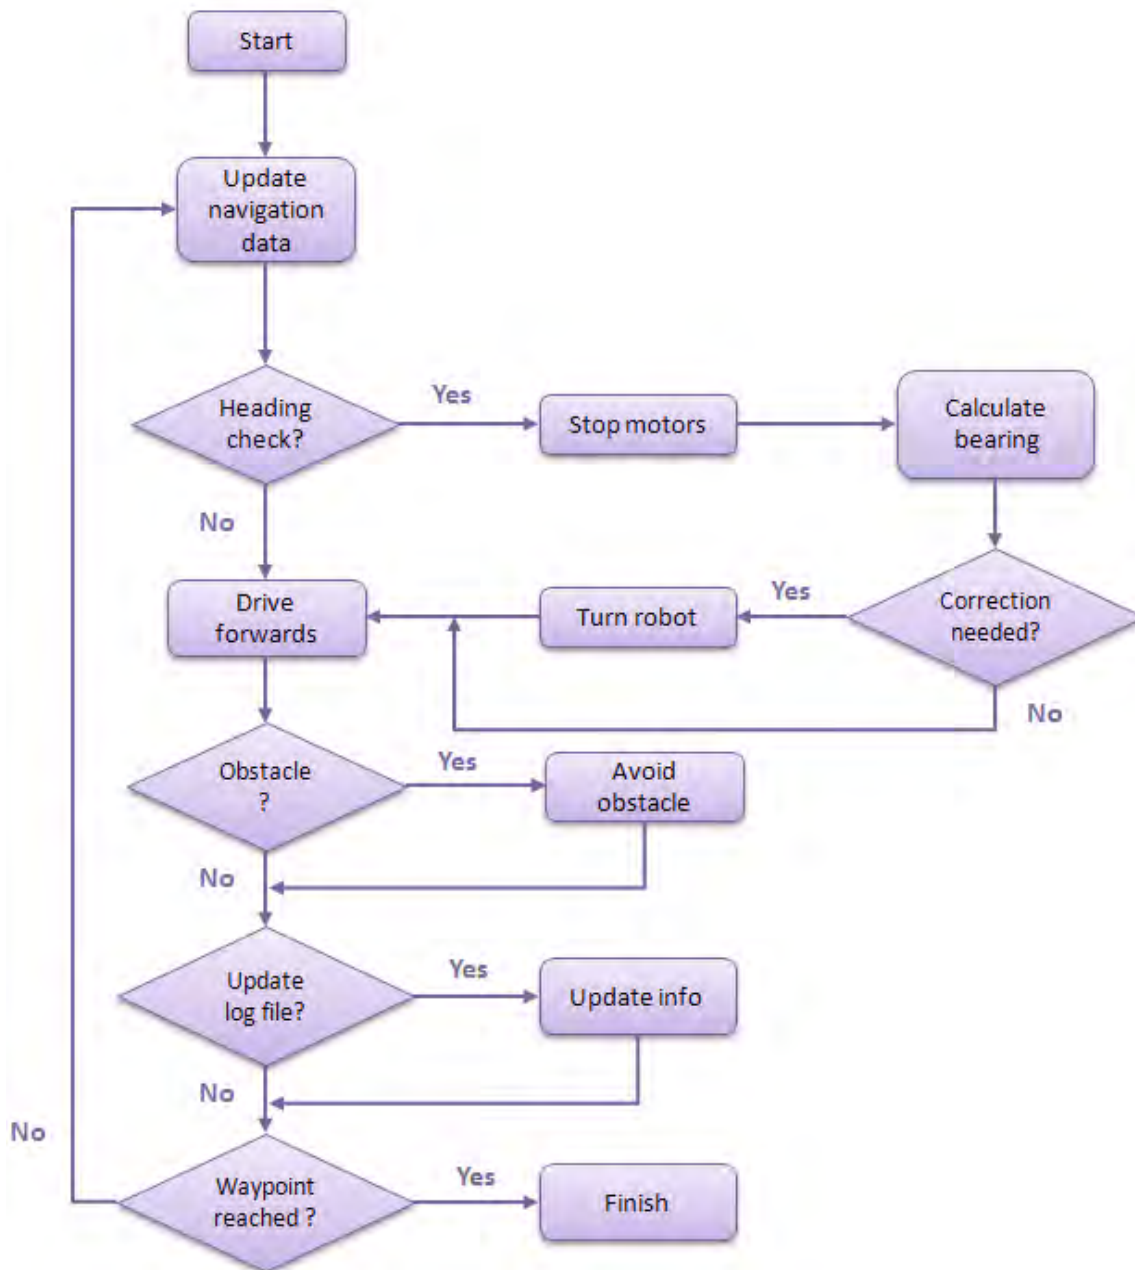 Start
Update
navigation
data
Heading
check?
Yes
Stop motors
Calculate
bearing
No
Drive
forwards
Turn robot
Yes
Correction
needed?
No
Obstacle
?
Yes
Avoid
obstacle
No
Update
log file?
Yes
Update info
No
No
Waypoint
reached ?
Yes
Finish